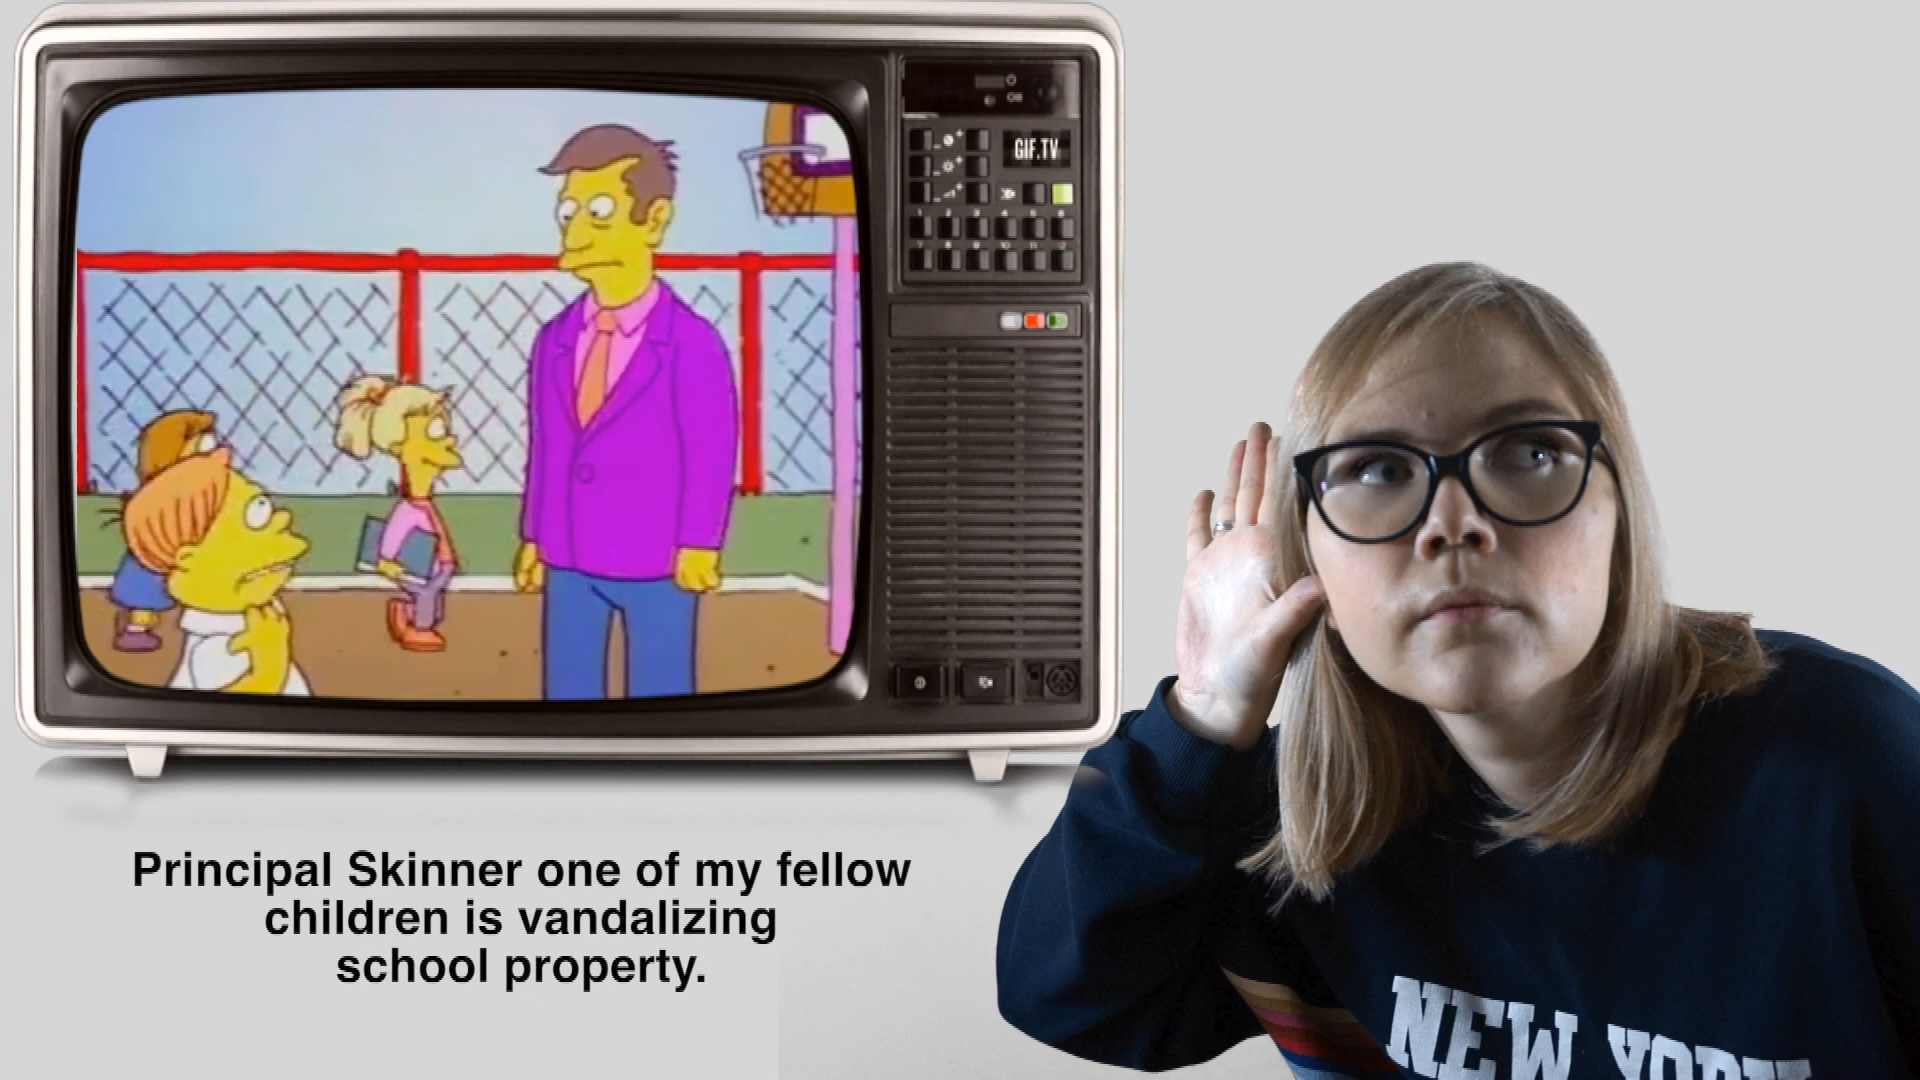 GIF.TV
Principal Skinner one of my fellow
children is vandalizing
school property.
NEW YORK